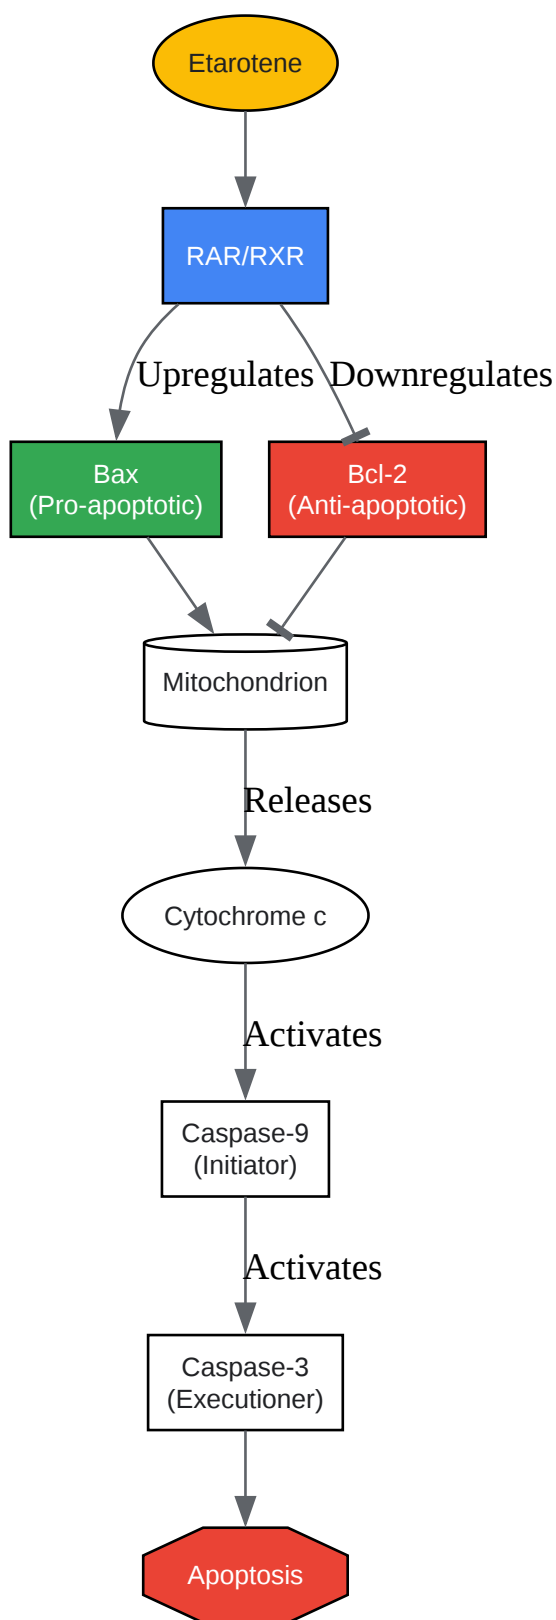 Etarotene
RAR/RXR
Upregulates
Downregulates
Bax
(Pro-apoptotic)
Bcl-2
(Anti-apoptotic)
Mitochondrion
Releases
Cytochrome c
Activates
Caspase-9
(Initiator)
Activates
Caspase-3
(Executioner)
Apoptosis